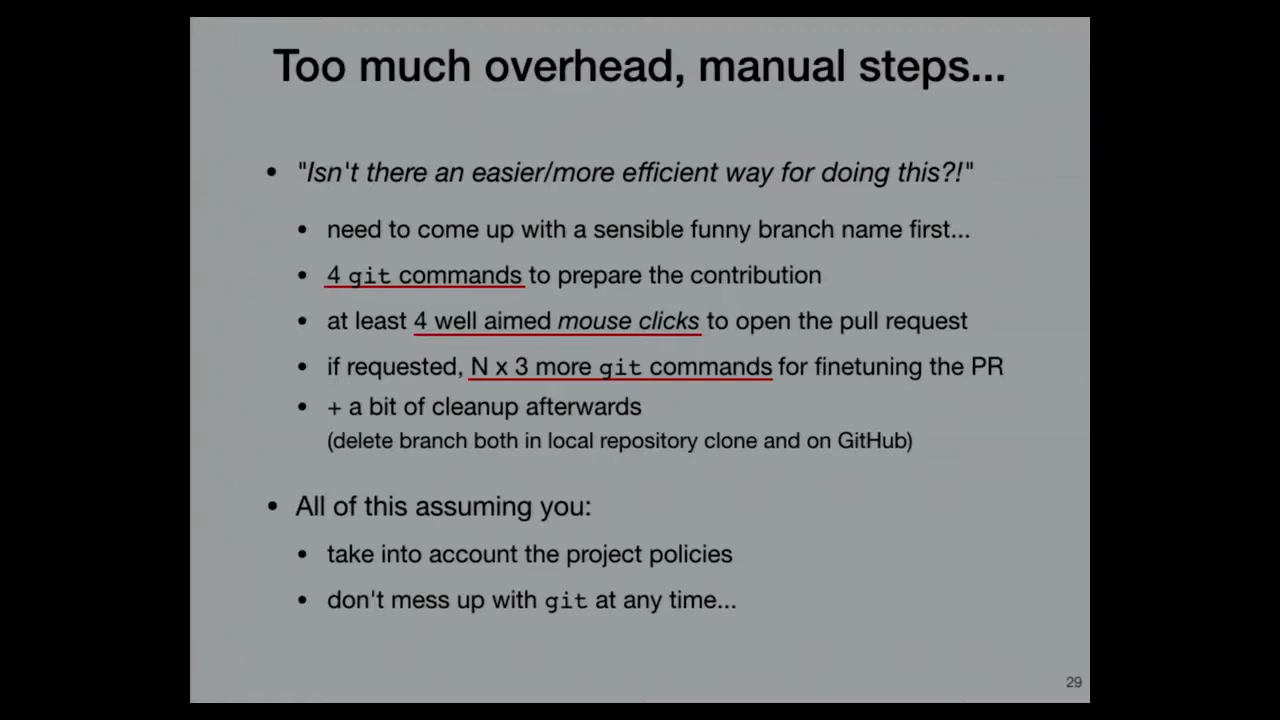 Too much overhead, manual steps...
• "Isn't there an easier/more efficient way for doing this?!"
• need to come up with a sensible funny branch name first...
• 4 git commands to prepare the contribution
• at least 4 well aimed mouse clicks to open the pull request
• if requested, N x 3 more git commands for finetuning the PR
• + a bit of cleanup afterwards
(delete branch both in local repository clone and on GitHub)
• All of this assuming you:
• take into account the project policies
• don't mess up with git at any time...
29